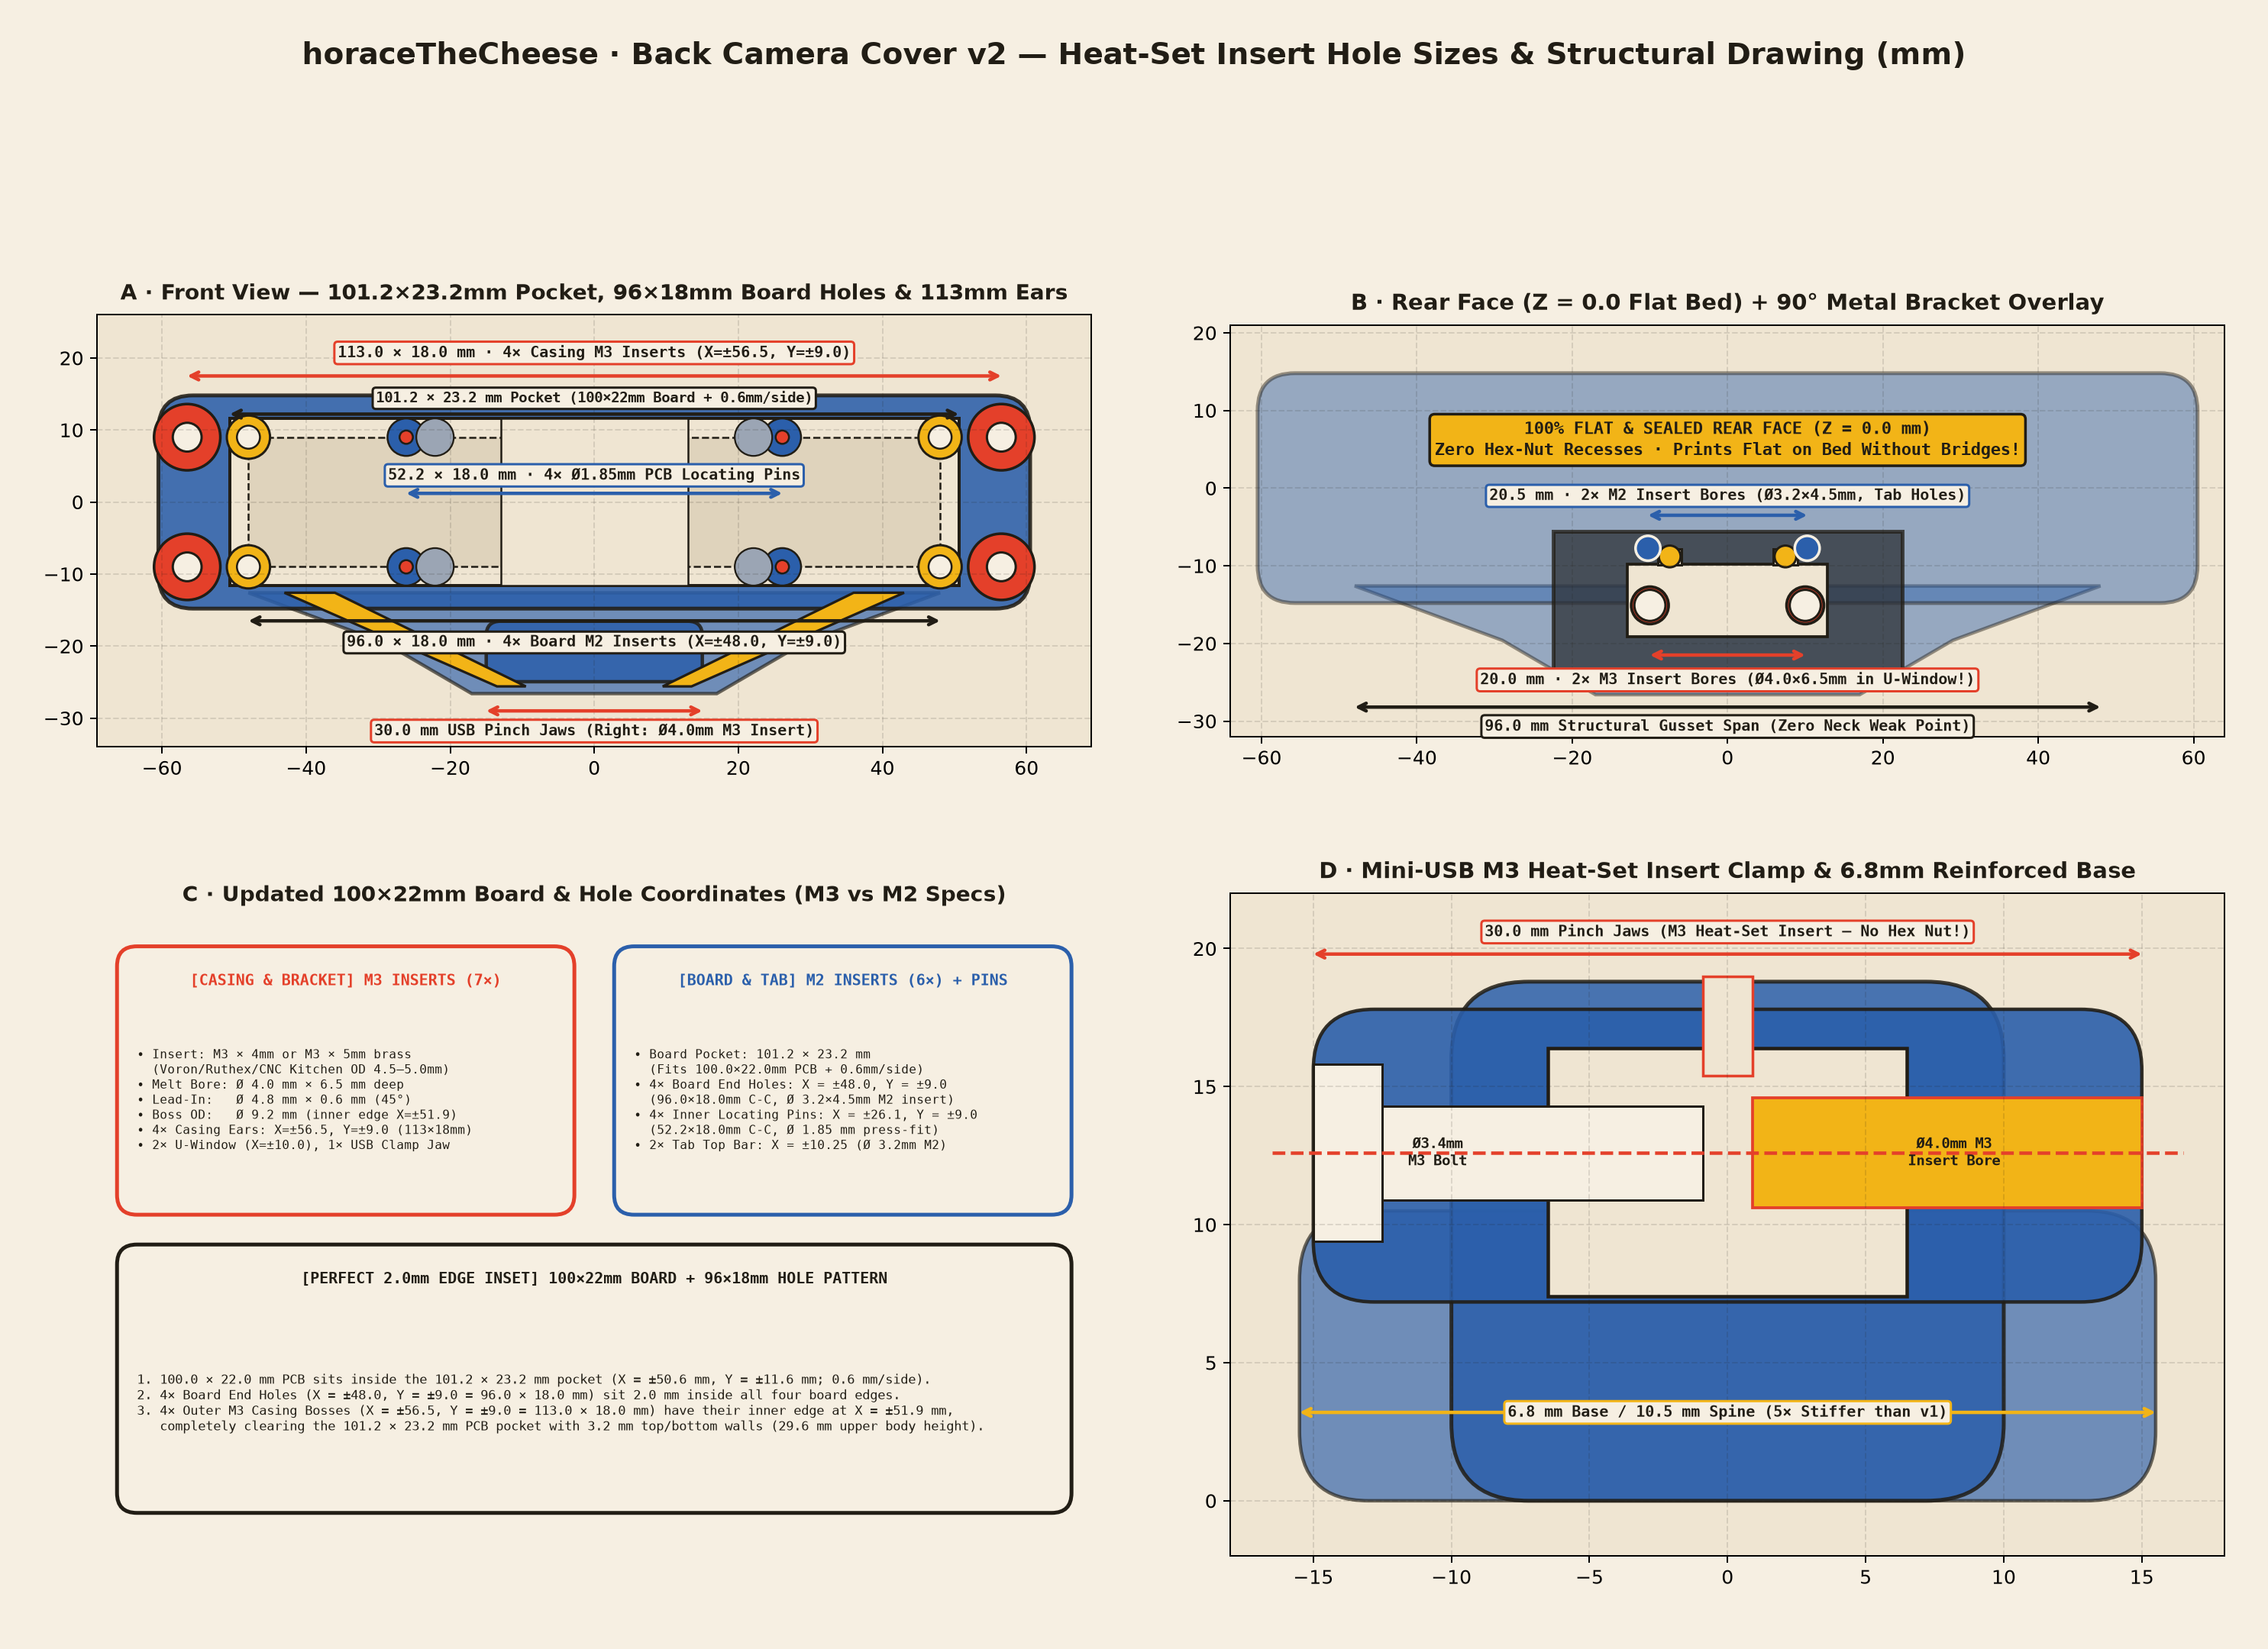 horaceTheCheese · Back Camera Cover v2 — Heat-Set Insert Hole Sizes & Structural Drawing (mm)
A · Front View — 101.2×23.2mm Pocket, 96×18mm Board Holes & 113mm Ears
20
10
0
−10
−20
−30
113.0 × 18.0 mm · 4× Casing M3 Inserts (X=±56.5, Y=±9.0)
101.2 × 23.2 mm Pocket (100×22mm Board + 0.6mm/side)
52.2 × 18.0 mm · 4× Ø1.85mm PCB Locating Pins
96.0 × 18.0 mm · 4× Board M2 Inserts (X=±48.0, Y=±9.0)
30.0 mm USB Pinch Jaws (Right: Ø4.0mm M3 Insert)
−60 −40 −20 0 20 40 60
B · Rear Face (Z = 0.0 Flat Bed) + 90° Metal Bracket Overlay
20
10
0
−10
−20
−30
100% FLAT & SEALED REAR FACE (Z = 0.0 mm)
Zero Hex-Nut Recesses · Prints Flat on Bed Without Bridges!
20.5 mm · 2× M2 Insert Bores (Ø3.2×4.5mm, Tab Holes)
20.0 mm · 2× M3 Insert Bores (Ø4.0×6.5mm in U-Window!)
96.0 mm Structural Gusset Span (Zero Neck Weak Point)
−60 −40 −20 0 20 40 60
C · Updated 100×22mm Board & Hole Coordinates (M3 vs M2 Specs)
[CASING & BRACKET] M3 INSERTS (7×)
• Insert: M3 × 4mm or M3 × 5mm brass
(Voron/Ruthex/CNC Kitchen OD 4.5–5.0mm)
• Melt Bore: Ø 4.0 mm × 6.5 mm deep
• Lead-In: Ø 4.8 mm × 0.6 mm (45°)
• Boss OD: Ø 9.2 mm (inner edge X=±51.9)
• 4× Casing Ears: X=±56.5, Y=±9.0 (113×18mm)
• 2× U-Window (X=±10.0), 1× USB Clamp Jaw
[BOARD & TAB] M2 INSERTS (6×) + PINS
• Board Pocket: 101.2 × 23.2 mm
(Fits 100.0×22.0mm PCB + 0.6mm/side)
• 4× Board End Holes: X = ±48.0, Y = ±9.0
(96.0×18.0mm C-C, Ø 3.2×4.5mm M2 insert)
• 4× Inner Locating Pins: X = ±26.1, Y = ±9.0
(52.2×18.0mm C-C, Ø 1.85 mm press-fit)
• 2× Tab Top Bar: X = ±10.25 (Ø 3.2mm M2)
[PERFECT 2.0mm EDGE INSET] 100×22mm BOARD + 96×18mm HOLE PATTERN
1. 100.0 × 22.0 mm PCB sits inside the 101.2 × 23.2 mm pocket (X = ±50.6 mm, Y = ±11.6 mm; 0.6 mm/side).
2. 4× Board End Holes (X = ±48.0, Y = ±9.0 = 96.0 × 18.0 mm) sit 2.0 mm inside all four board edges.
3. 4× Outer M3 Casing Bosses (X = ±56.5, Y = ±9.0 = 113.0 × 18.0 mm) have their inner edge at X = ±51.9 mm,
completely clearing the 101.2 × 23.2 mm PCB pocket with 3.2 mm top/bottom walls (29.6 mm upper body height).
D · Mini-USB M3 Heat-Set Insert Clamp & 6.8mm Reinforced Base
20
15
10
5
0
30.0 mm Pinch Jaws (M3 Heat-Set Insert — No Hex Nut!)
Ø3.4mm
M3 Bolt
Ø4.0mm M3
Insert Bore
6.8 mm Base / 10.5 mm Spine (5× Stiffer than v1)
−15 −10 −5 0 5 10 15